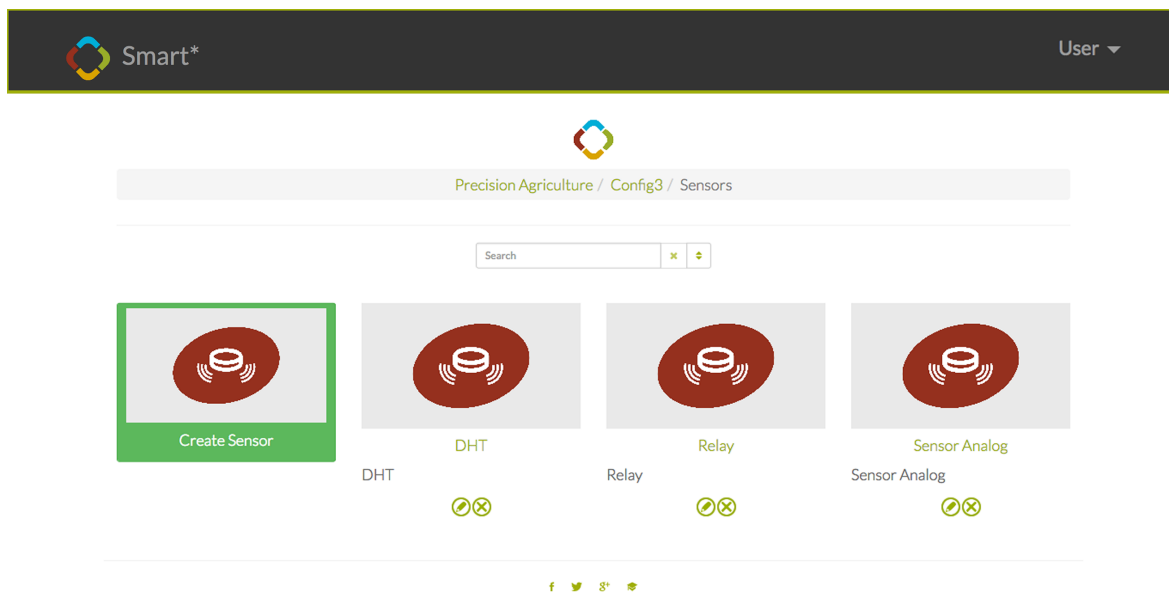 Smart*
User
Precision Agriculture / Config3 / Sensors
Search
Create Sensor
DHT
Relay
Sensor Analog
DHT
Relay
Sensor Analog